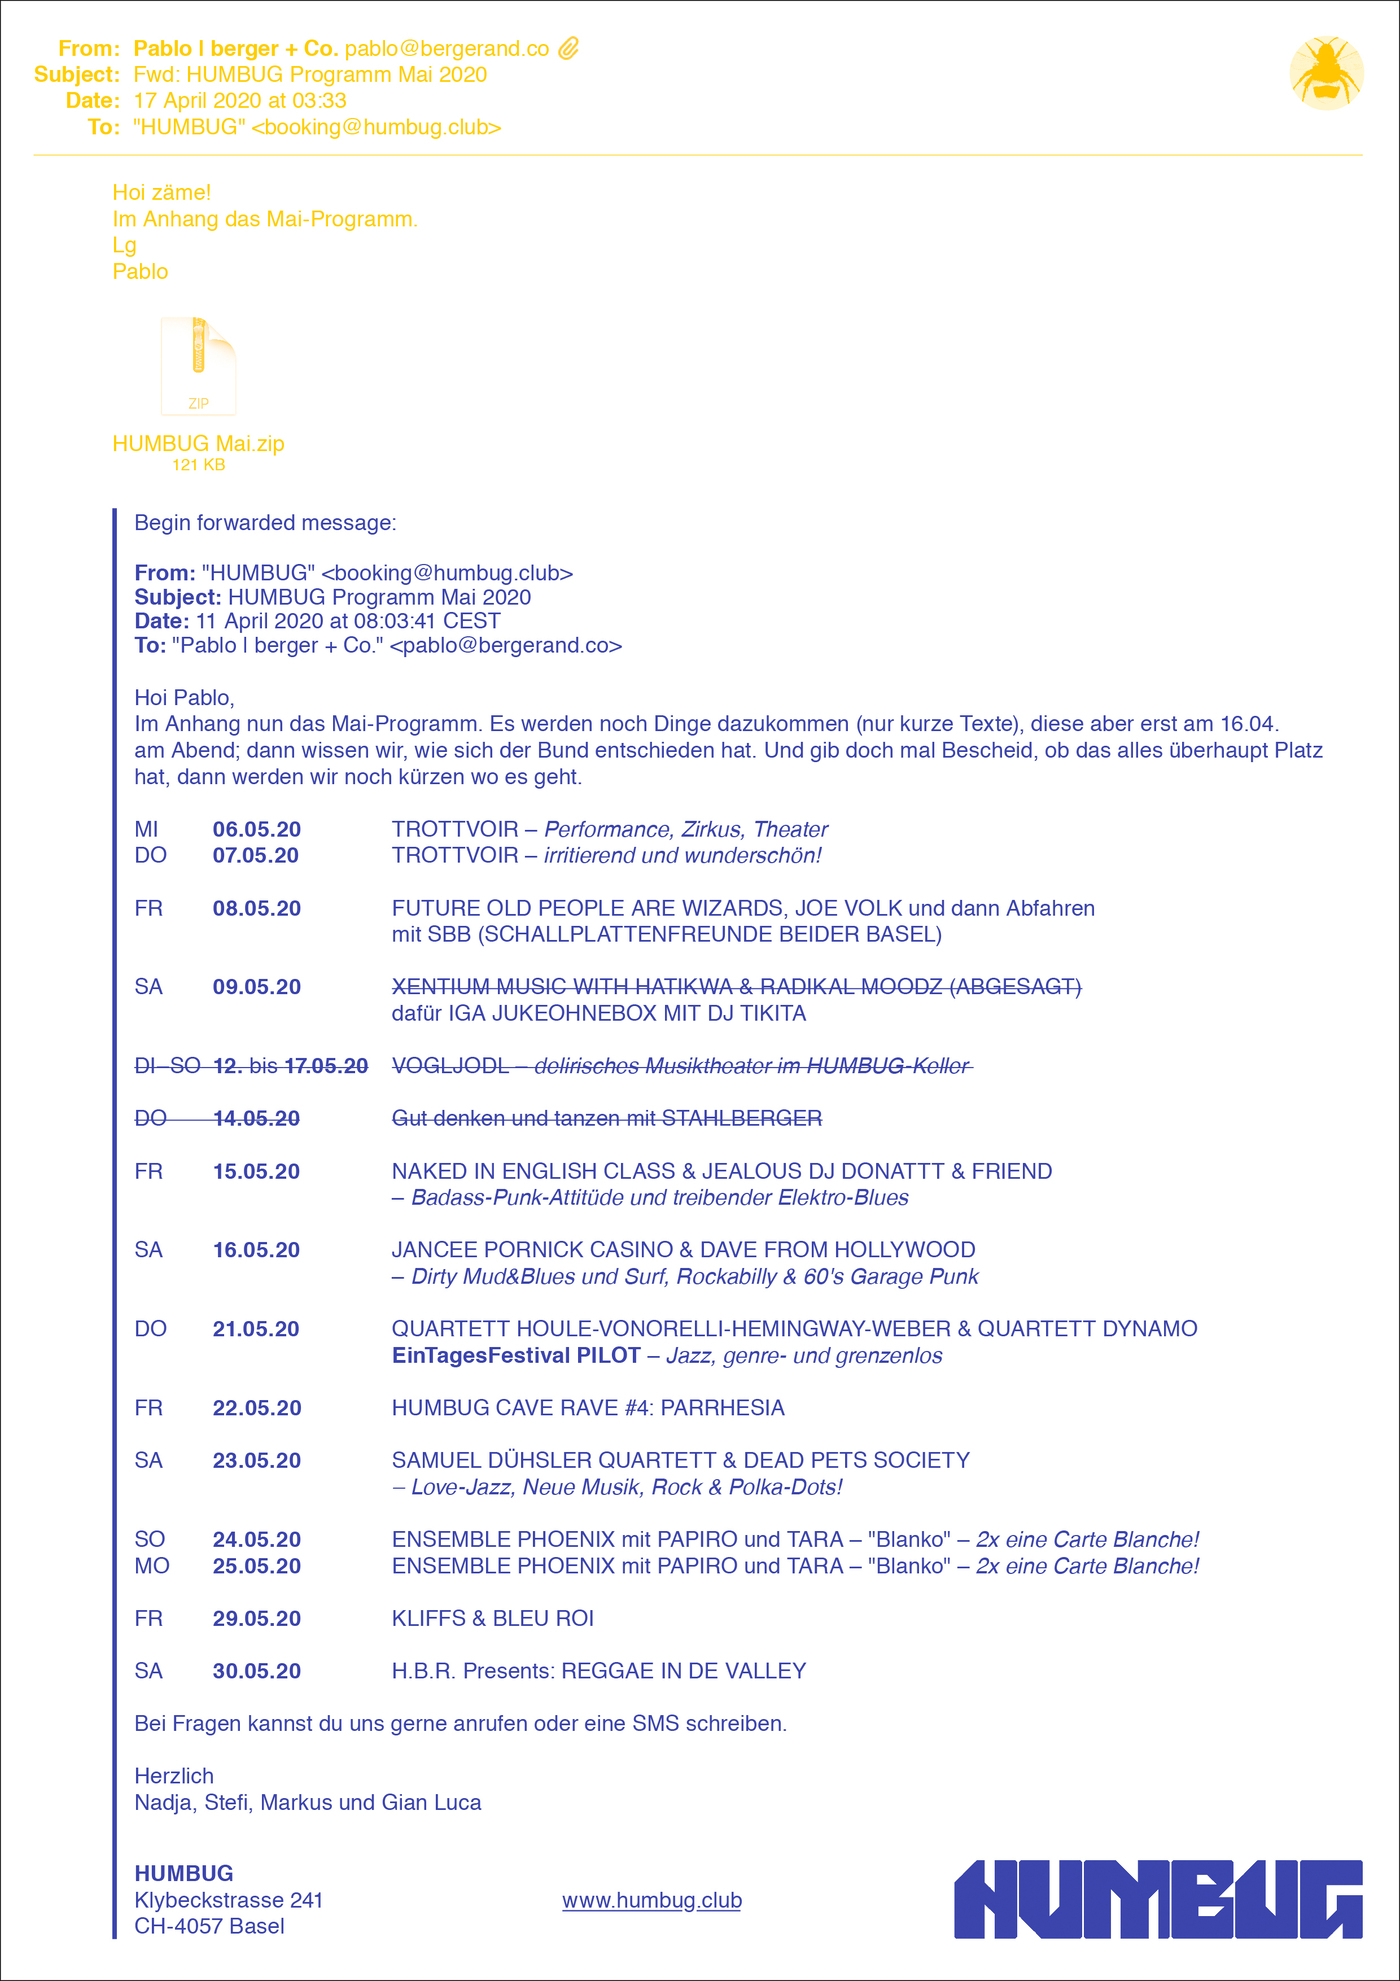 From: Pablo | berger + Co. pablo@bergerand.co
Subject: Fwd: HUMBUG Programm Mai 2020
Date: 17 April 2020 at 03:33
To: "HUMBUG" <booking@humbug.club>
Hoi zäme!
Im Anhang das Mai-Programm.
Lg
Pablo
ZIP
HUMBUG Mai.zip
121 KB
Begin forwarded message:
From: "HUMBUG" <booking@humbug.club>
Subject: HUMBUG Programm Mai 2020
Date: 11 April 2020 at 08:03:41 CEST
To: "Pablo | berger + Co." <pablo@bergerand.co>
Hoi Pablo,
Im Anhang nun das Mai-Programm. Es werden noch Dinge dazukommen (nur kurze Texte), diese aber erst am 16.04.
am Abend; dann wissen wir, wie sich der Bund entschieden hat. Und gib doch mal Bescheid, ob das alles überhaupt Platz
hat, dann werden wir noch kürzen wo es geht.
MI 06.05.20 TROTTVOIR – Performance, Zirkus, Theater
DO 07.05.20 TROTTVOIR – irritierend und wunderschön!
FR 08.05.20 FUTURE OLD PEOPLE ARE WIZARDS, JOE VOLK und dann Abfahren
mit SBB (SCHALLPLATTENFREUNDE BEIDER BASEL)
SA 09.05.20 XENTIUM MUSIC WITH HATIKWA & RADIKAL MOODZ (ABGESAGT)
dafür IGA JUKEOHNEBOX MIT DJ TIKITA
DI–SO 12. bis 17.05.20 VOGLJODL – delirisches Musiktheater im HUMBUG-Keller
DO 14.05.20 Gut denken und tanzen mit STAHLBERGER
FR 15.05.20 NAKED IN ENGLISH CLASS & JEALOUS DJ DONATTT & FRIEND
– Badass-Punk-Attitüde und treibender Elektro-Blues
SA 16.05.20 JANCEE PORNICK CASINO & DAVE FROM HOLLYWOOD
– Dirty Mud&Blues und Surf, Rockabilly & 60's Garage Punk
DO 21.05.20 QUARTETT HOULE-VONORELLI-HEMINGWAY-WEBER & QUARTETT DYNAMO
EinTagesFestival PILOT – Jazz, genre- und grenzenlos
FR 22.05.20 HUMBUG CAVE RAVE #4: PARRHESIA
SA 23.05.20 SAMUEL DÜHSLER QUARTETT & DEAD PETS SOCIETY
– Love-Jazz, Neue Musik, Rock & Polka-Dots!
SO 24.05.20 ENSEMBLE PHOENIX mit PAPIRO und TARA – "Blanko" – 2x eine Carte Blanche!
MO 25.05.20 ENSEMBLE PHOENIX mit PAPIRO und TARA – "Blanko" – 2x eine Carte Blanche!
FR 29.05.20 KLIFFS & BLEU ROI
SA 30.05.20 H.B.R. Presents: REGGAE IN DE VALLEY
Bei Fragen kannst du uns gerne anrufen oder eine SMS schreiben.
Herzlich
Nadja, Stefi, Markus und Gian Luca
HUMBUG
Klybeckstrasse 241
CH-4057 Basel
www.humbug.club
HUMBUG